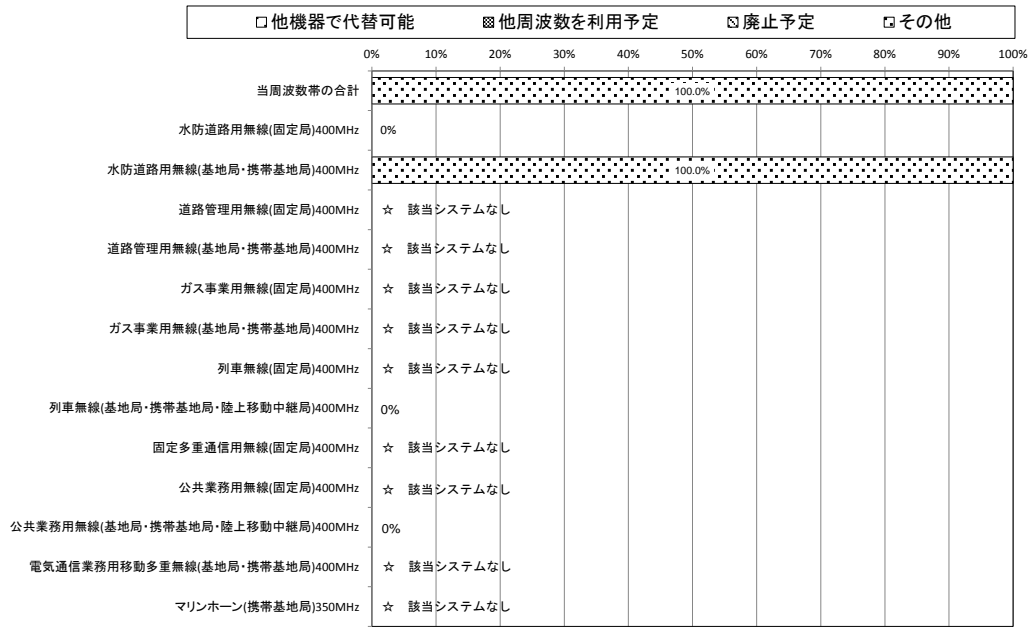 他機器で代替可能 他周波数を利用予定 廃止予定 その他
0% 10% 20% 30% 40% 50% 60% 70% 80% 90% 100%
当周波数帯の合計 100.0%
水防道路用無線(固定局)400MHz 0%
水防道路用無線(基地局・携帯基地局)400MHz 100.0%
道路管理用無線(固定局)400MHz ☆ 該当システムなし
道路管理用無線(基地局・携帯基地局)400MHz ☆ 該当システムなし
ガス事業用無線(固定局)400MHz ☆ 該当システムなし
ガス事業用無線(基地局・携帯基地局)400MHz ☆ 該当システムなし
列車無線(固定局)400MHz ☆ 該当システムなし
列車無線(基地局・携帯基地局・陸上移動中継局)400MHz 0%
固定多重通信用無線(固定局)400MHz ☆ 該当システムなし
公共業務用無線(固定局)400MHz ☆ 該当システムなし
公共業務用無線(基地局・携帯基地局・陸上移動中継局)400MHz 0%
電気通信業務用移動多重無線(基地局・携帯基地局)400MHz ☆ 該当システムなし
マリンホーン(携帯基地局)350MHz ☆ 該当システムなし